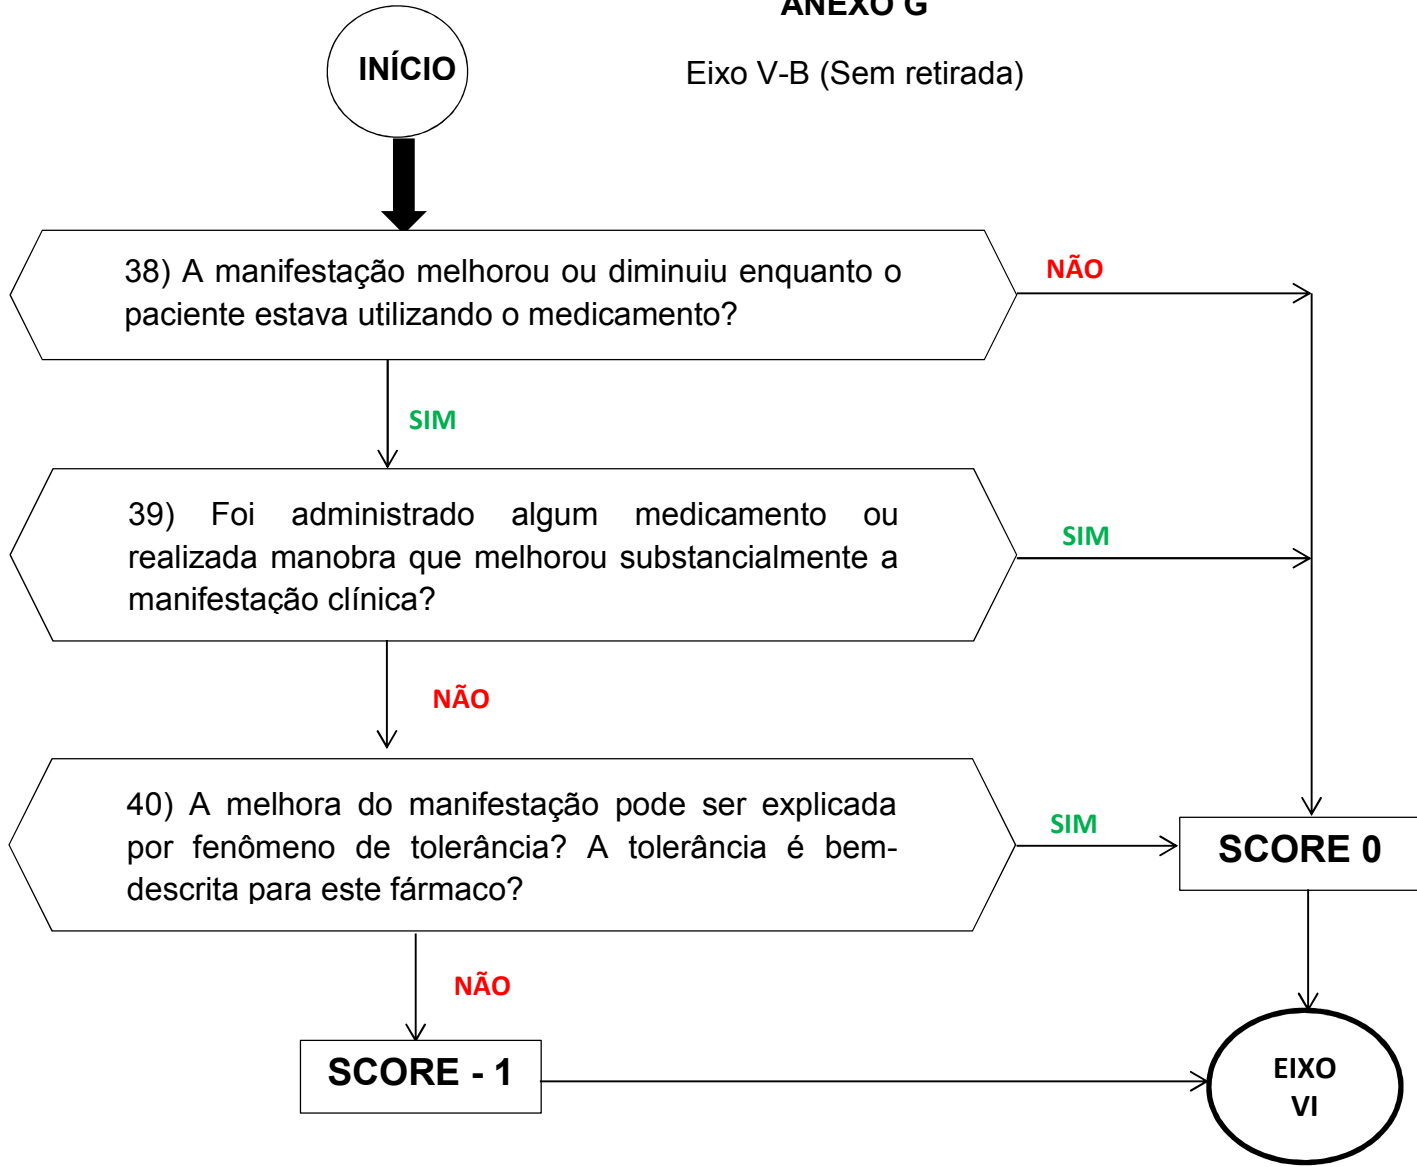 ANEXO G
INÍCIO
Eixo V-B (Sem retirada)
38) A manifestação melhorou ou diminuiu enquanto o
paciente estava utilizando o medicamento?
NÃO
SIM
39) Foi administrado algum medicamento ou
realizada manobra que melhorou substancialmente a
manifestação clínica?
SIM
NÃO
40) A melhora do manifestação pode ser explicada
por fenômeno de tolerância? A tolerância é bem-
descrita para este fármaco?
SIM
SCORE 0
NÃO
SCORE - 1
EIXO
VI